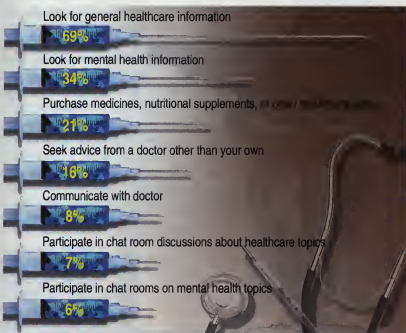 Look for general healthcare information
69%
Look for mental health information
34%
Purchase medicines, nutritional supplements, or other
21%
Seek advice from a doctor other than your own
16%
Communicate with doctor
8%
Participate in chat room discussions about healthcare topics
7%
Participate in chat rooms on mental health topics
6%